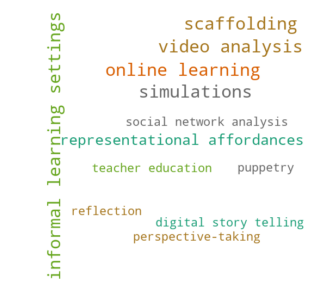 scaffolding
video analysis
online learning
simulations
social network analysis
representational affordances
teacher education
puppetry
reflection
digital story telling
perspective-taking
informal learning settings